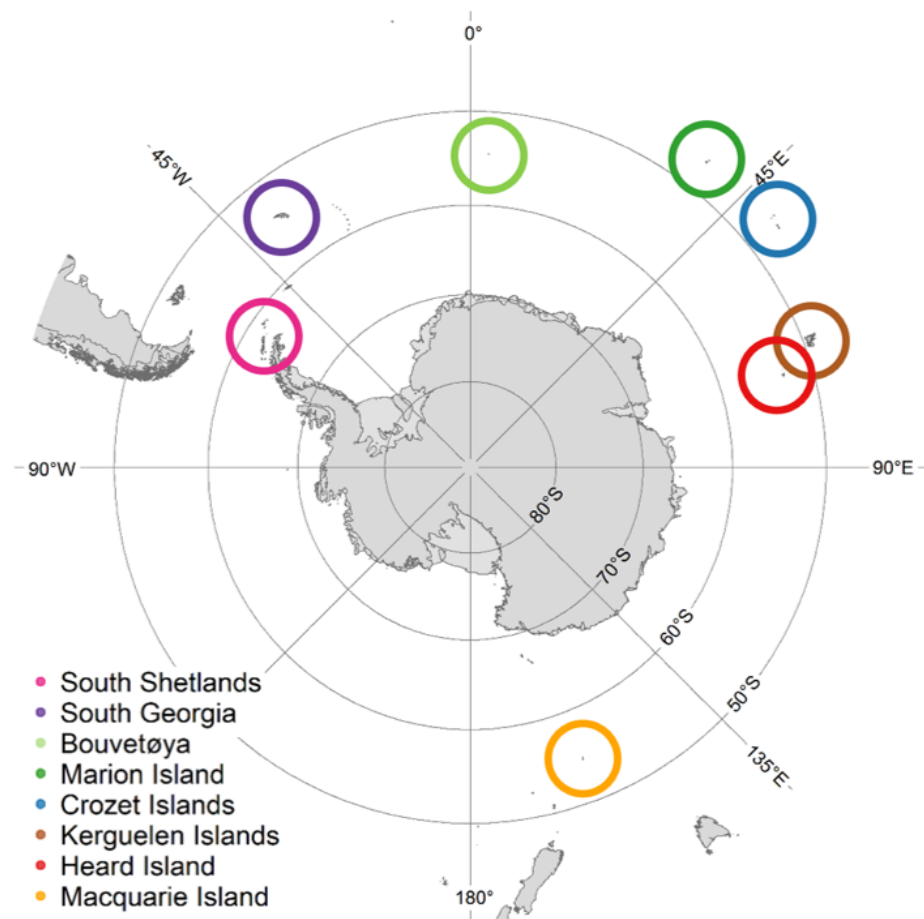 0°
45°W
45°E
90°W
90°E
80°S
70°S
60°S
50°S
135°E
180°
South Shetlands
South Georgia
Bouvetøya
Marion Island
Crozet Islands
Kerguelen Islands
Heard Island
Macquarie Island